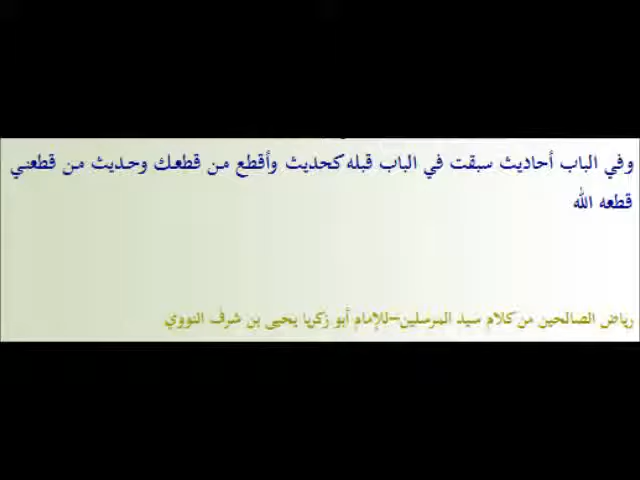 وفي الباب أحاديث سبقت في الباب قبله كحديث وأقطع من قطعك وحديث من قطعني
قطعه الله
رياض الصالحين من كلام سيد المرسلين-للإمام أبو زكريا يحيى بن شرف النووي